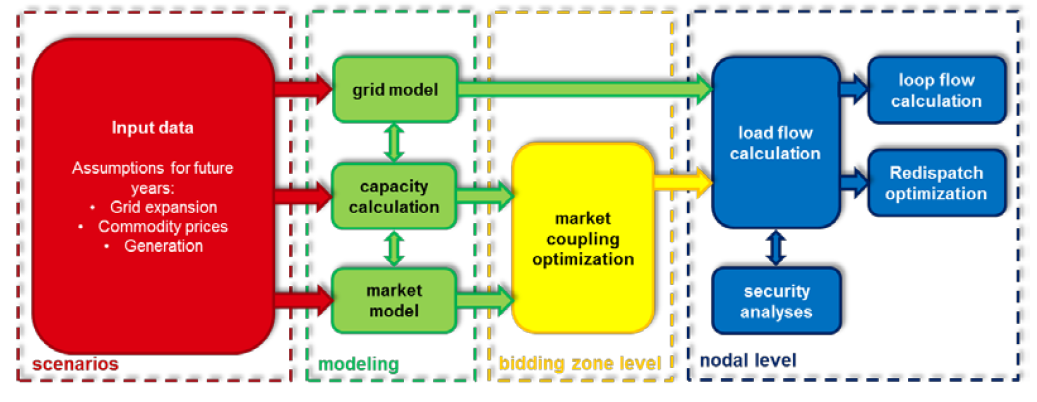 Input data
Assumptions for future
years:
• Grid expansion
• Commodity prices
• Generation
scenarios
grid model
capacity
calculation
market
model
modeling
market
coupling
optimization
bidding zone level
load flow
calculation
loop flow
calculation
Redispatch
optimization
security
analyses
nodal level